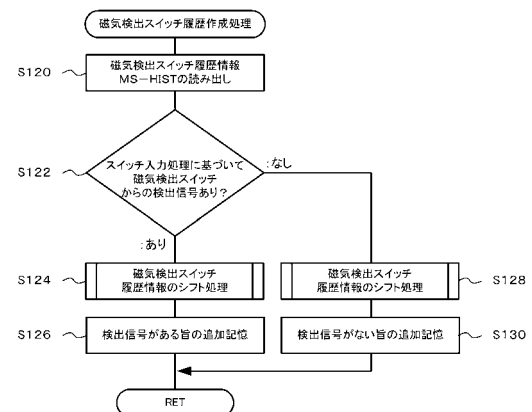 磁気検出スイッチ履歴作成処理
S120
磁気検出スイッチ履歴情報
MS-HISTの読み出し
S122
スイッチ入力処理に基づいて
磁気検出スイッチ
からの検出信号あり?
:なし
:あり
S124
磁気検出スイッチ
履歴情報のシフト処理
磁気検出スイッチ
履歴情報のシフト処理
S128
S126
検出信号がある旨の追加記憶
検出信号がない旨の追加記憶
S130
RET